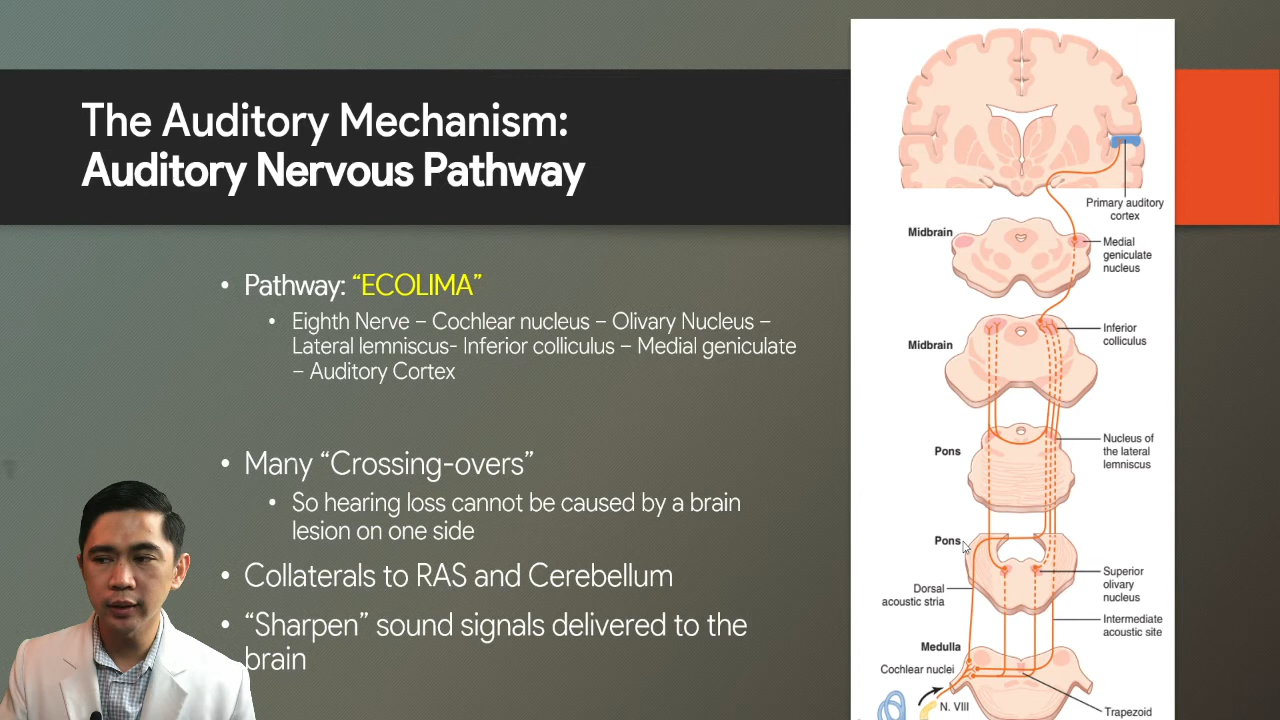 The Auditory Mechanism:
Auditory Nervous Pathway
• Pathway: “ECOLIMA”
• Eighth Nerve – Cochlear nucleus – Olivary Nucleus –
Lateral lemniscus- Inferior colliculus – Medial geniculate
– Auditory Cortex
• Many “Crossing-overs”
• So hearing loss cannot be caused by a brain
lesion on one side
• Collaterals to RAS and Cerebellum
• “Sharpen” sound signals delivered to the
brain
Primary auditory
cortex
Midbrain
Medial
geniculate
nucleus
Inferior
colliculus
Midbrain
Nucleus of
the lateral
lemniscus
Pons
Pons
Superior
olivary
nucleus
Dorsal
acoustic stria
Intermediate
acoustic site
Medulla
Cochlear nuclei
N. VIII
Trapezoid